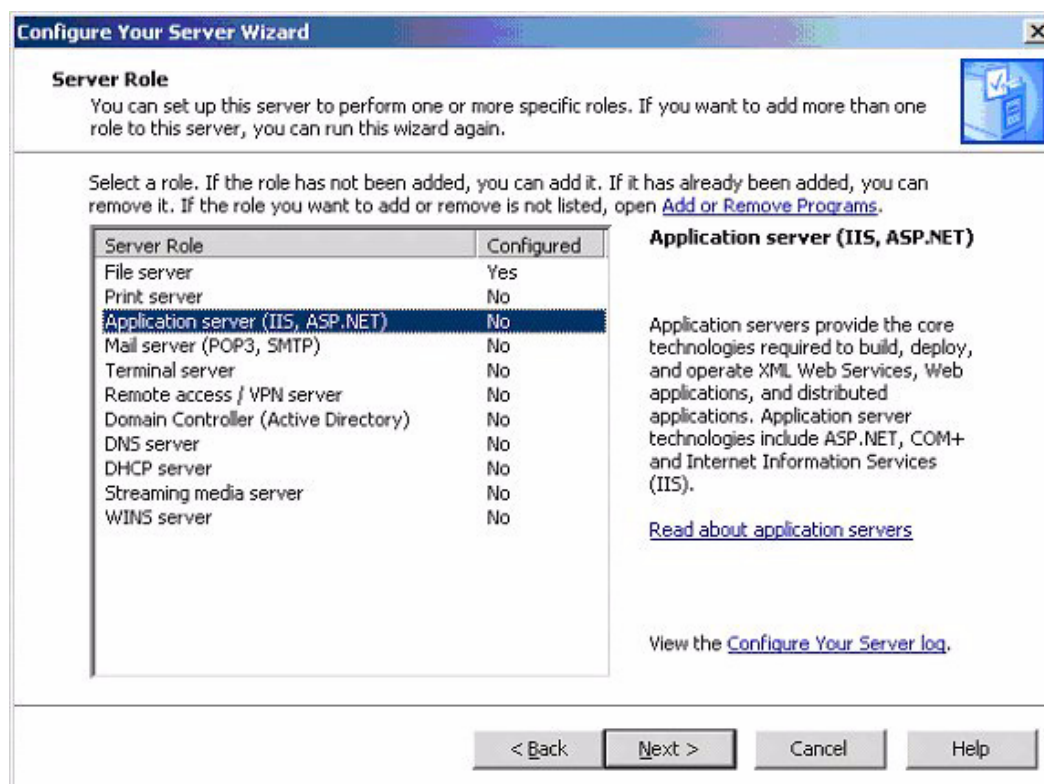 Configure Your Server Wizard
Server Role
You can set up this server to perform one or more specific roles. If you want to add more than one
role to this server, you can run this wizard again.
Select a role. If the role has not been added, you can add it. If it has already been added, you can
remove it. If the role you want to add or remove is not listed, open Add or Remove Programs.
Server Role Configured
File server Yes
Print server No
Application server (IIS, ASP.NET) No
Mail server (POP3, SMTP) No
Terminal server No
Remote access / VPN server No
Domain Controller (Active Directory) No
DNS server No
DHCP server No
Streaming media server No
WINS server No
Application server (IIS, ASP.NET)
Application servers provide the core
technologies required to build, deploy,
and operate XML Web Services, Web
applications, and distributed
applications. Application server
technologies include ASP.NET, COM+
and Internet Information Services
(IIS).
Read about application servers
View the Configure Your Server log.
< Back Next > Cancel Help